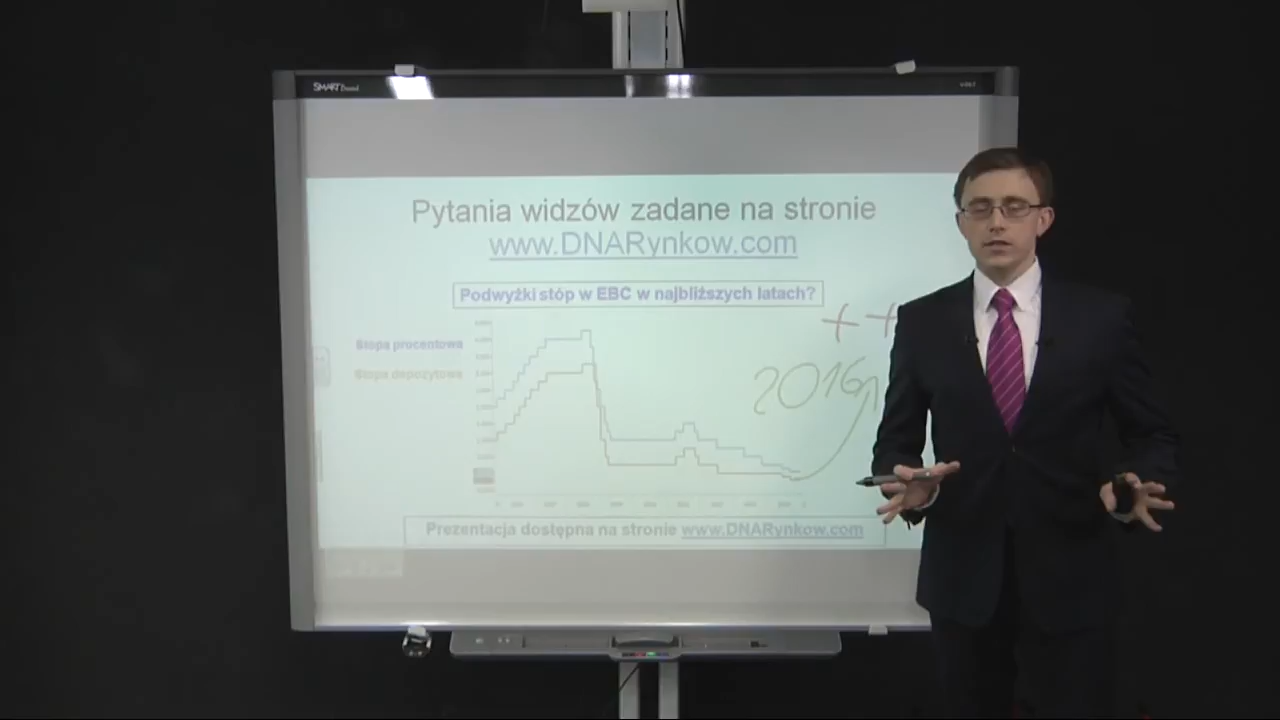 SMART Board
Pytania widzów zadane na stronie
www.DNARynkow.com
Podwyżki stóp w EBC w najbliższych latach?
++
Stopa procentowa
Stopa depozytowa
2016
Prezentacja dostępna na stronie www.DNARynkow.com